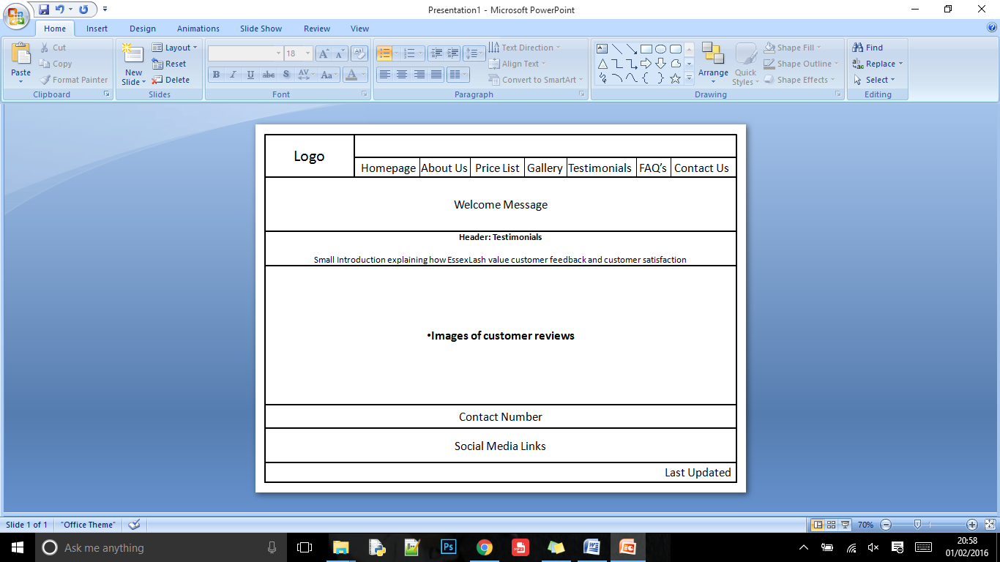 Presentation1 - Microsoft PowerPoint
Home Insert Design Animations Slide Show Review View
Paste
Cut
Copy
Format Painter
Clipboard
New Slide
Layout
Reset
Delete
Slides
18
B I U abc S AV Aa A
Font
Text Direction
Align Text
Convert to SmartArt
Paragraph
Arrange
Quick Styles
Shape Fill
Shape Outline
Shape Effects
Drawing
Find
Replace
Select
Editing
Logo
Homepage About Us Price List Gallery Testimonials FAQ’s Contact Us
Welcome Message
Header: Testimonials
Small Introduction explaining how EssexLash value customer feedback and customer satisfaction
•Images of customer reviews
Contact Number
Social Media Links
Last Updated
Slide 1 of 1 "Office Theme" 70%
Ask me anything
Ps
20:58
01/02/2016